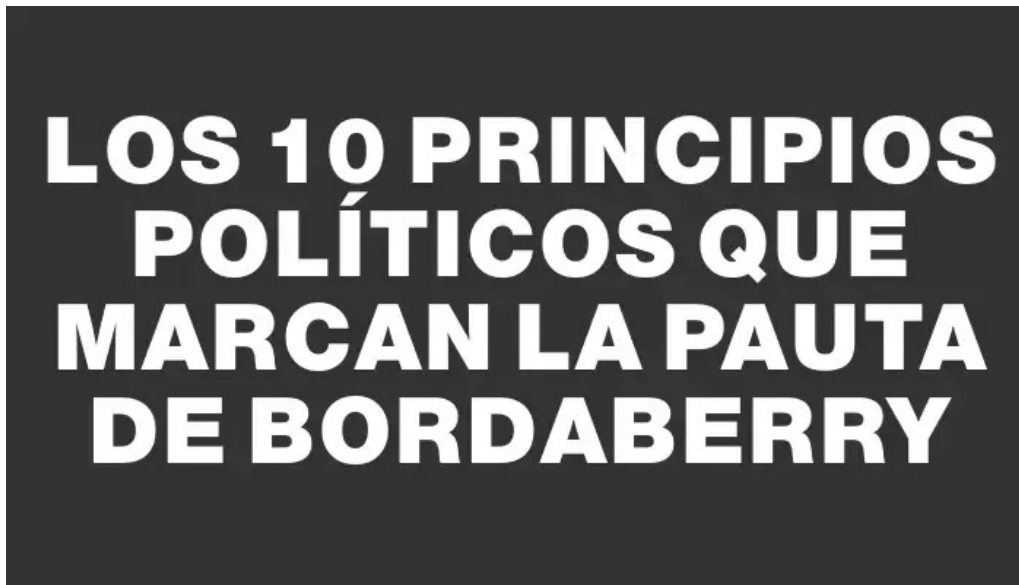 LOS 10 PRINCIPIOS
POLÍTICOS QUE
MARCAN LA PAUTA
DE BORDABERRY